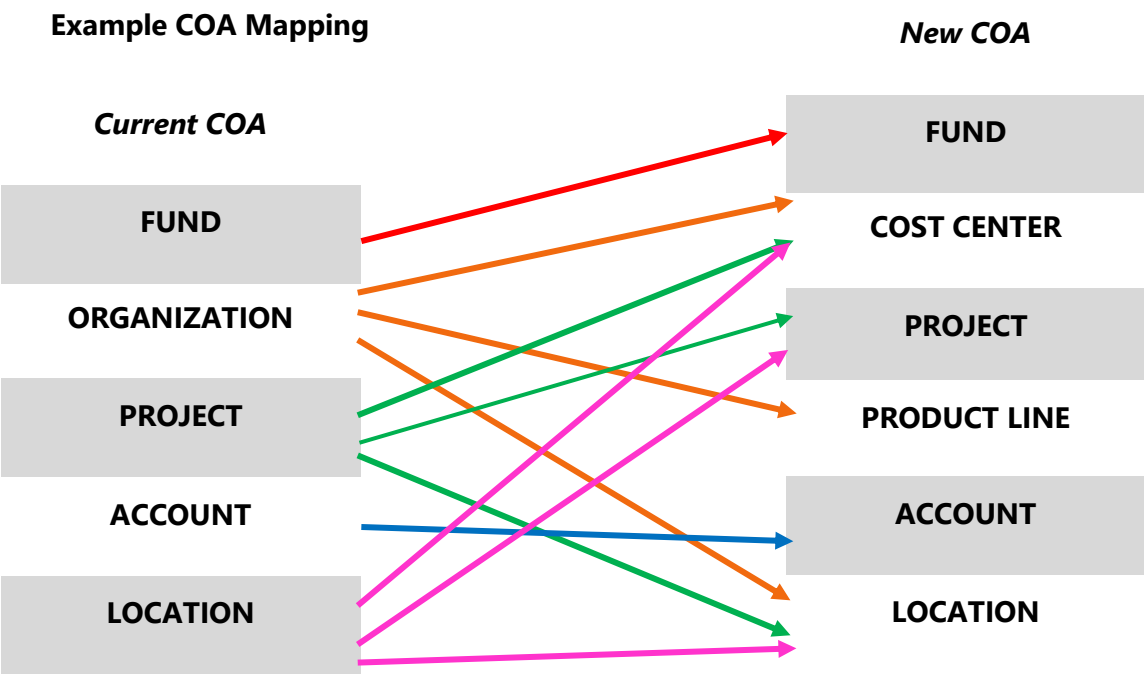 Example COA Mapping
Current COA
FUND
ORGANIZATION
PROJECT
ACCOUNT
LOCATION
New COA
FUND
COST CENTER
PROJECT
PRODUCT LINE
ACCOUNT
LOCATION